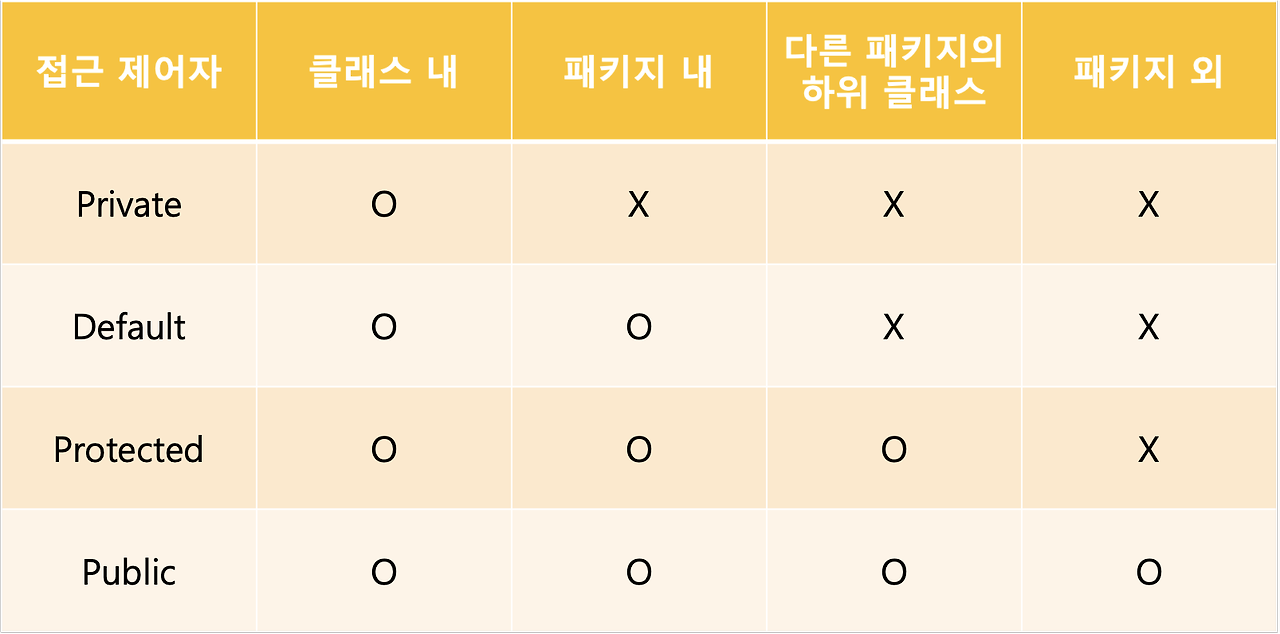 접근 제어자 클래스 내 패키지 내 다른 패키지의 하위 클래스 패키지 외
Private O X X X
Default O O X X
Protected O O O X
Public O O O O